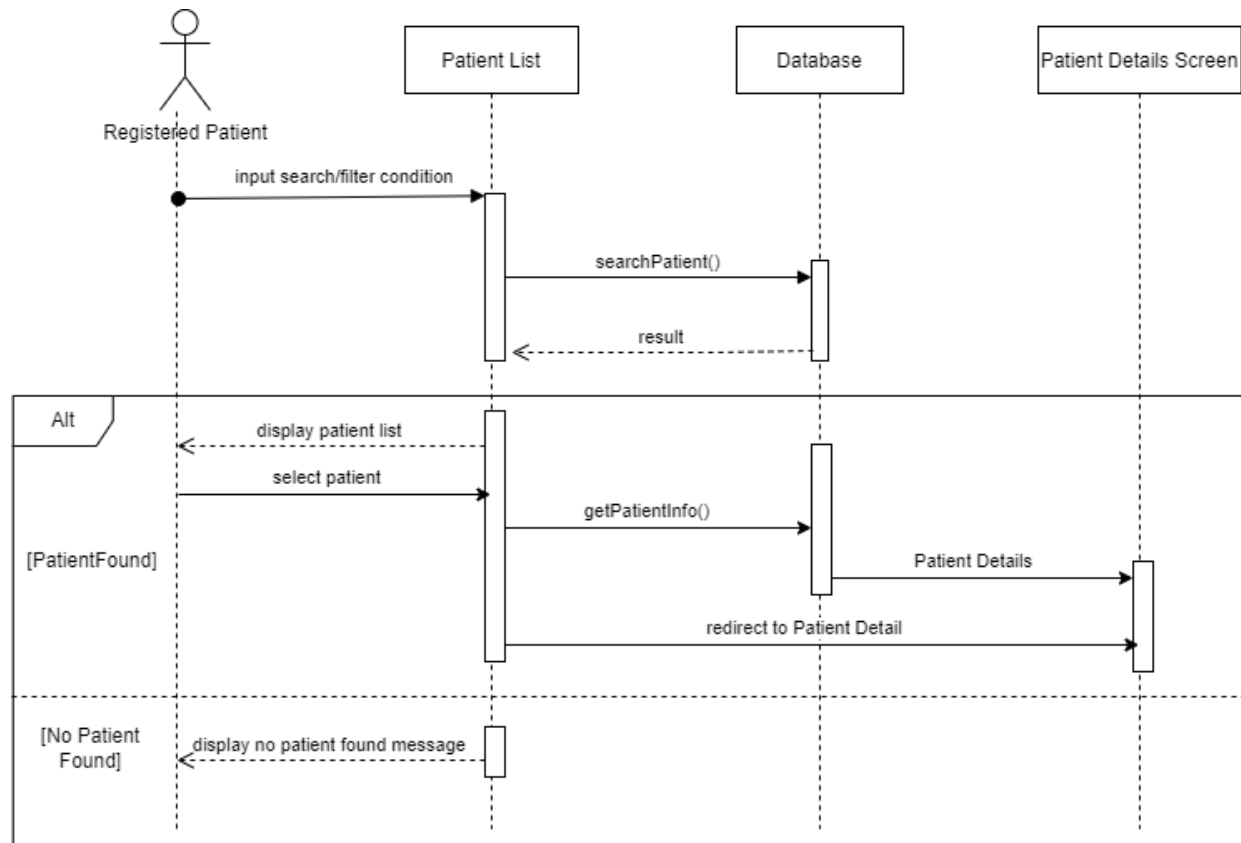 Patient List
Database
Patient Details Screen
Registered Patient
input search/filter condition
searchPatient()
result
Alt
display patient list
select patient
getPatientInfo()
[PatientFound]
Patient Details
redirect to Patient Detail
[No Patient
Found]
display no patient found message